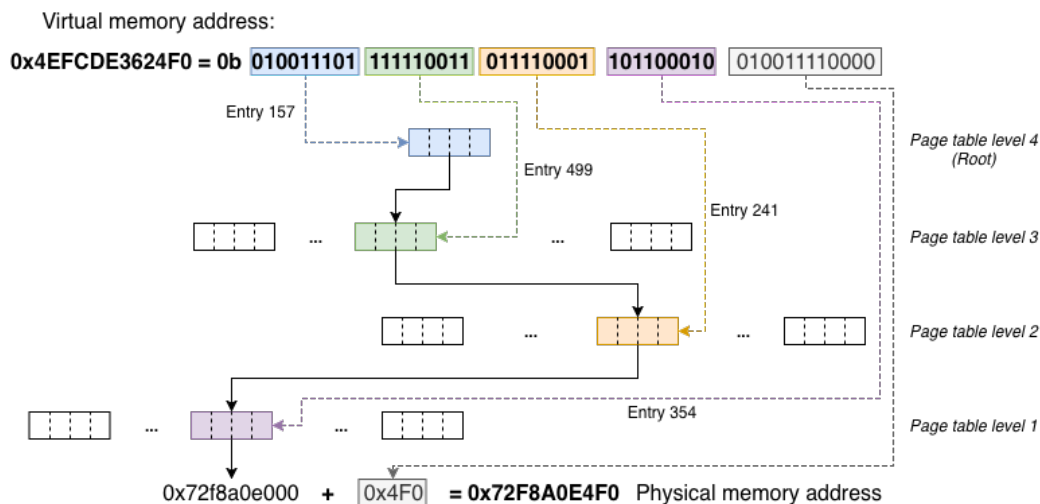 Virtual memory address:
0x4EFCDE3624F0 = 0b 010011101 111110011 011110001 101100010 010011110000
Entry 157
Page table level 4
(Root)
Entry 499
Entry 241
... ... Page table level 3
... ... Page table level 2
Entry 354
... ... Page table level 1
0x72f8a0e000 + 0x4F0 = 0x72F8A0E4F0 Physical memory address